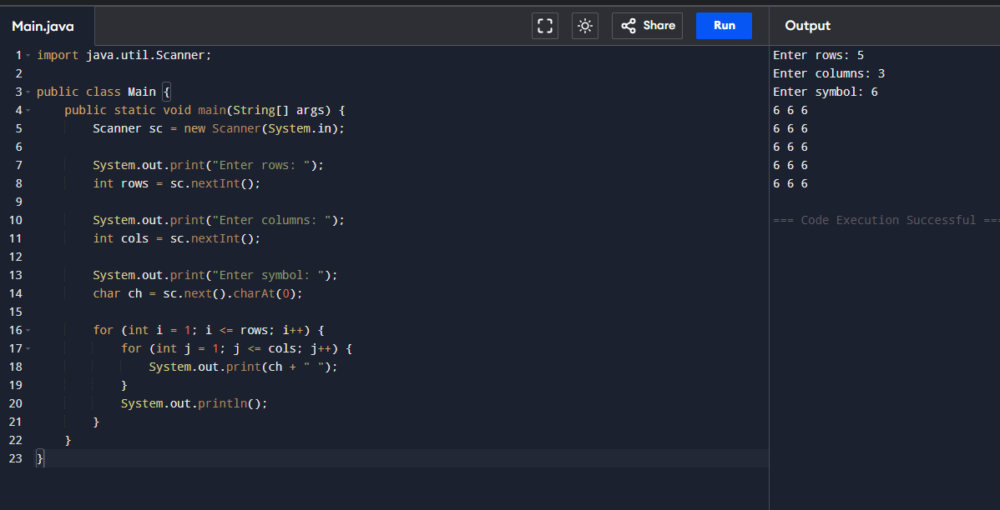 Main.java
Share
Run
Output
1 import java.util.Scanner;
2
3 public class Main {
4     public static void main(String[] args) {
5         Scanner sc = new Scanner(System.in);
6
7         System.out.print("Enter rows: ");
8         int rows = sc.nextInt();
9
10         System.out.print("Enter columns: ");
11         int cols = sc.nextInt();
12
13         System.out.print("Enter symbol: ");
14         char ch = sc.next().charAt(0);
15
16         for (int i = 1; i <= rows; i++) {
17             for (int j = 1; j <= cols; j++) {
18                 System.out.print(ch + " ");
19             }
20             System.out.println();
21         }
22     }
23 }
Enter rows: 5
Enter columns: 3
Enter symbol: 6
6 6 6
6 6 6
6 6 6
6 6 6
6 6 6
=== Code Execution Successful ===